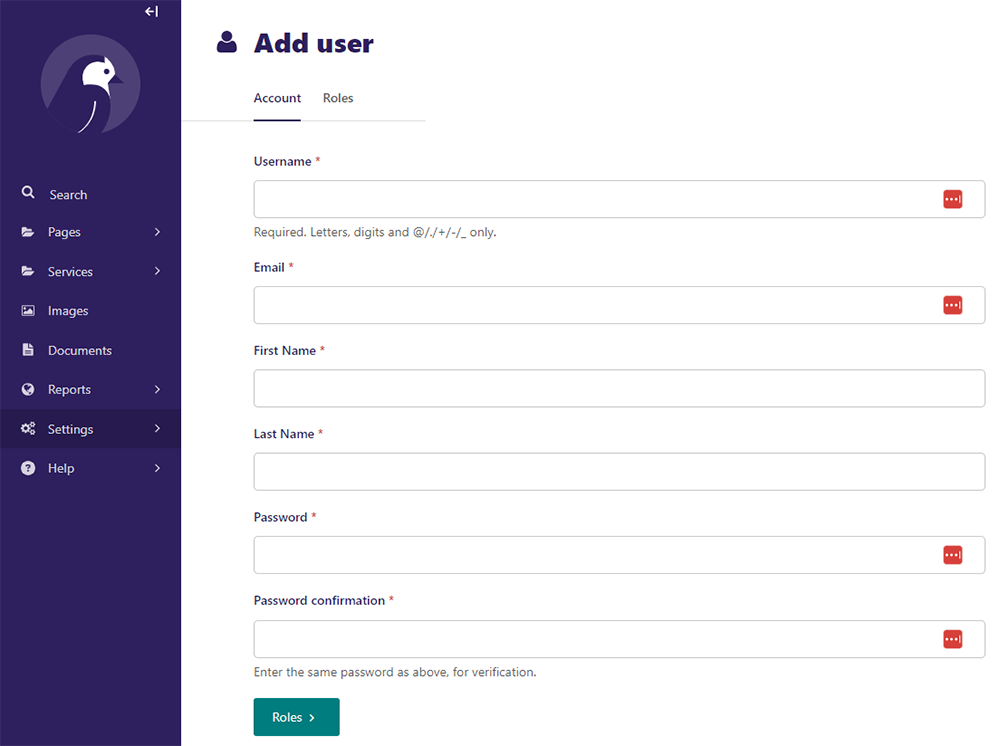 Add user
Account
Roles
Search
Pages
Services
Images
Documents
Reports
Settings
Help
Username *
Required. Letters, digits and @/./+/-/_ only.
Email *
First Name *
Last Name *
Password *
Password confirmation *
Enter the same password as above, for verification.
Roles